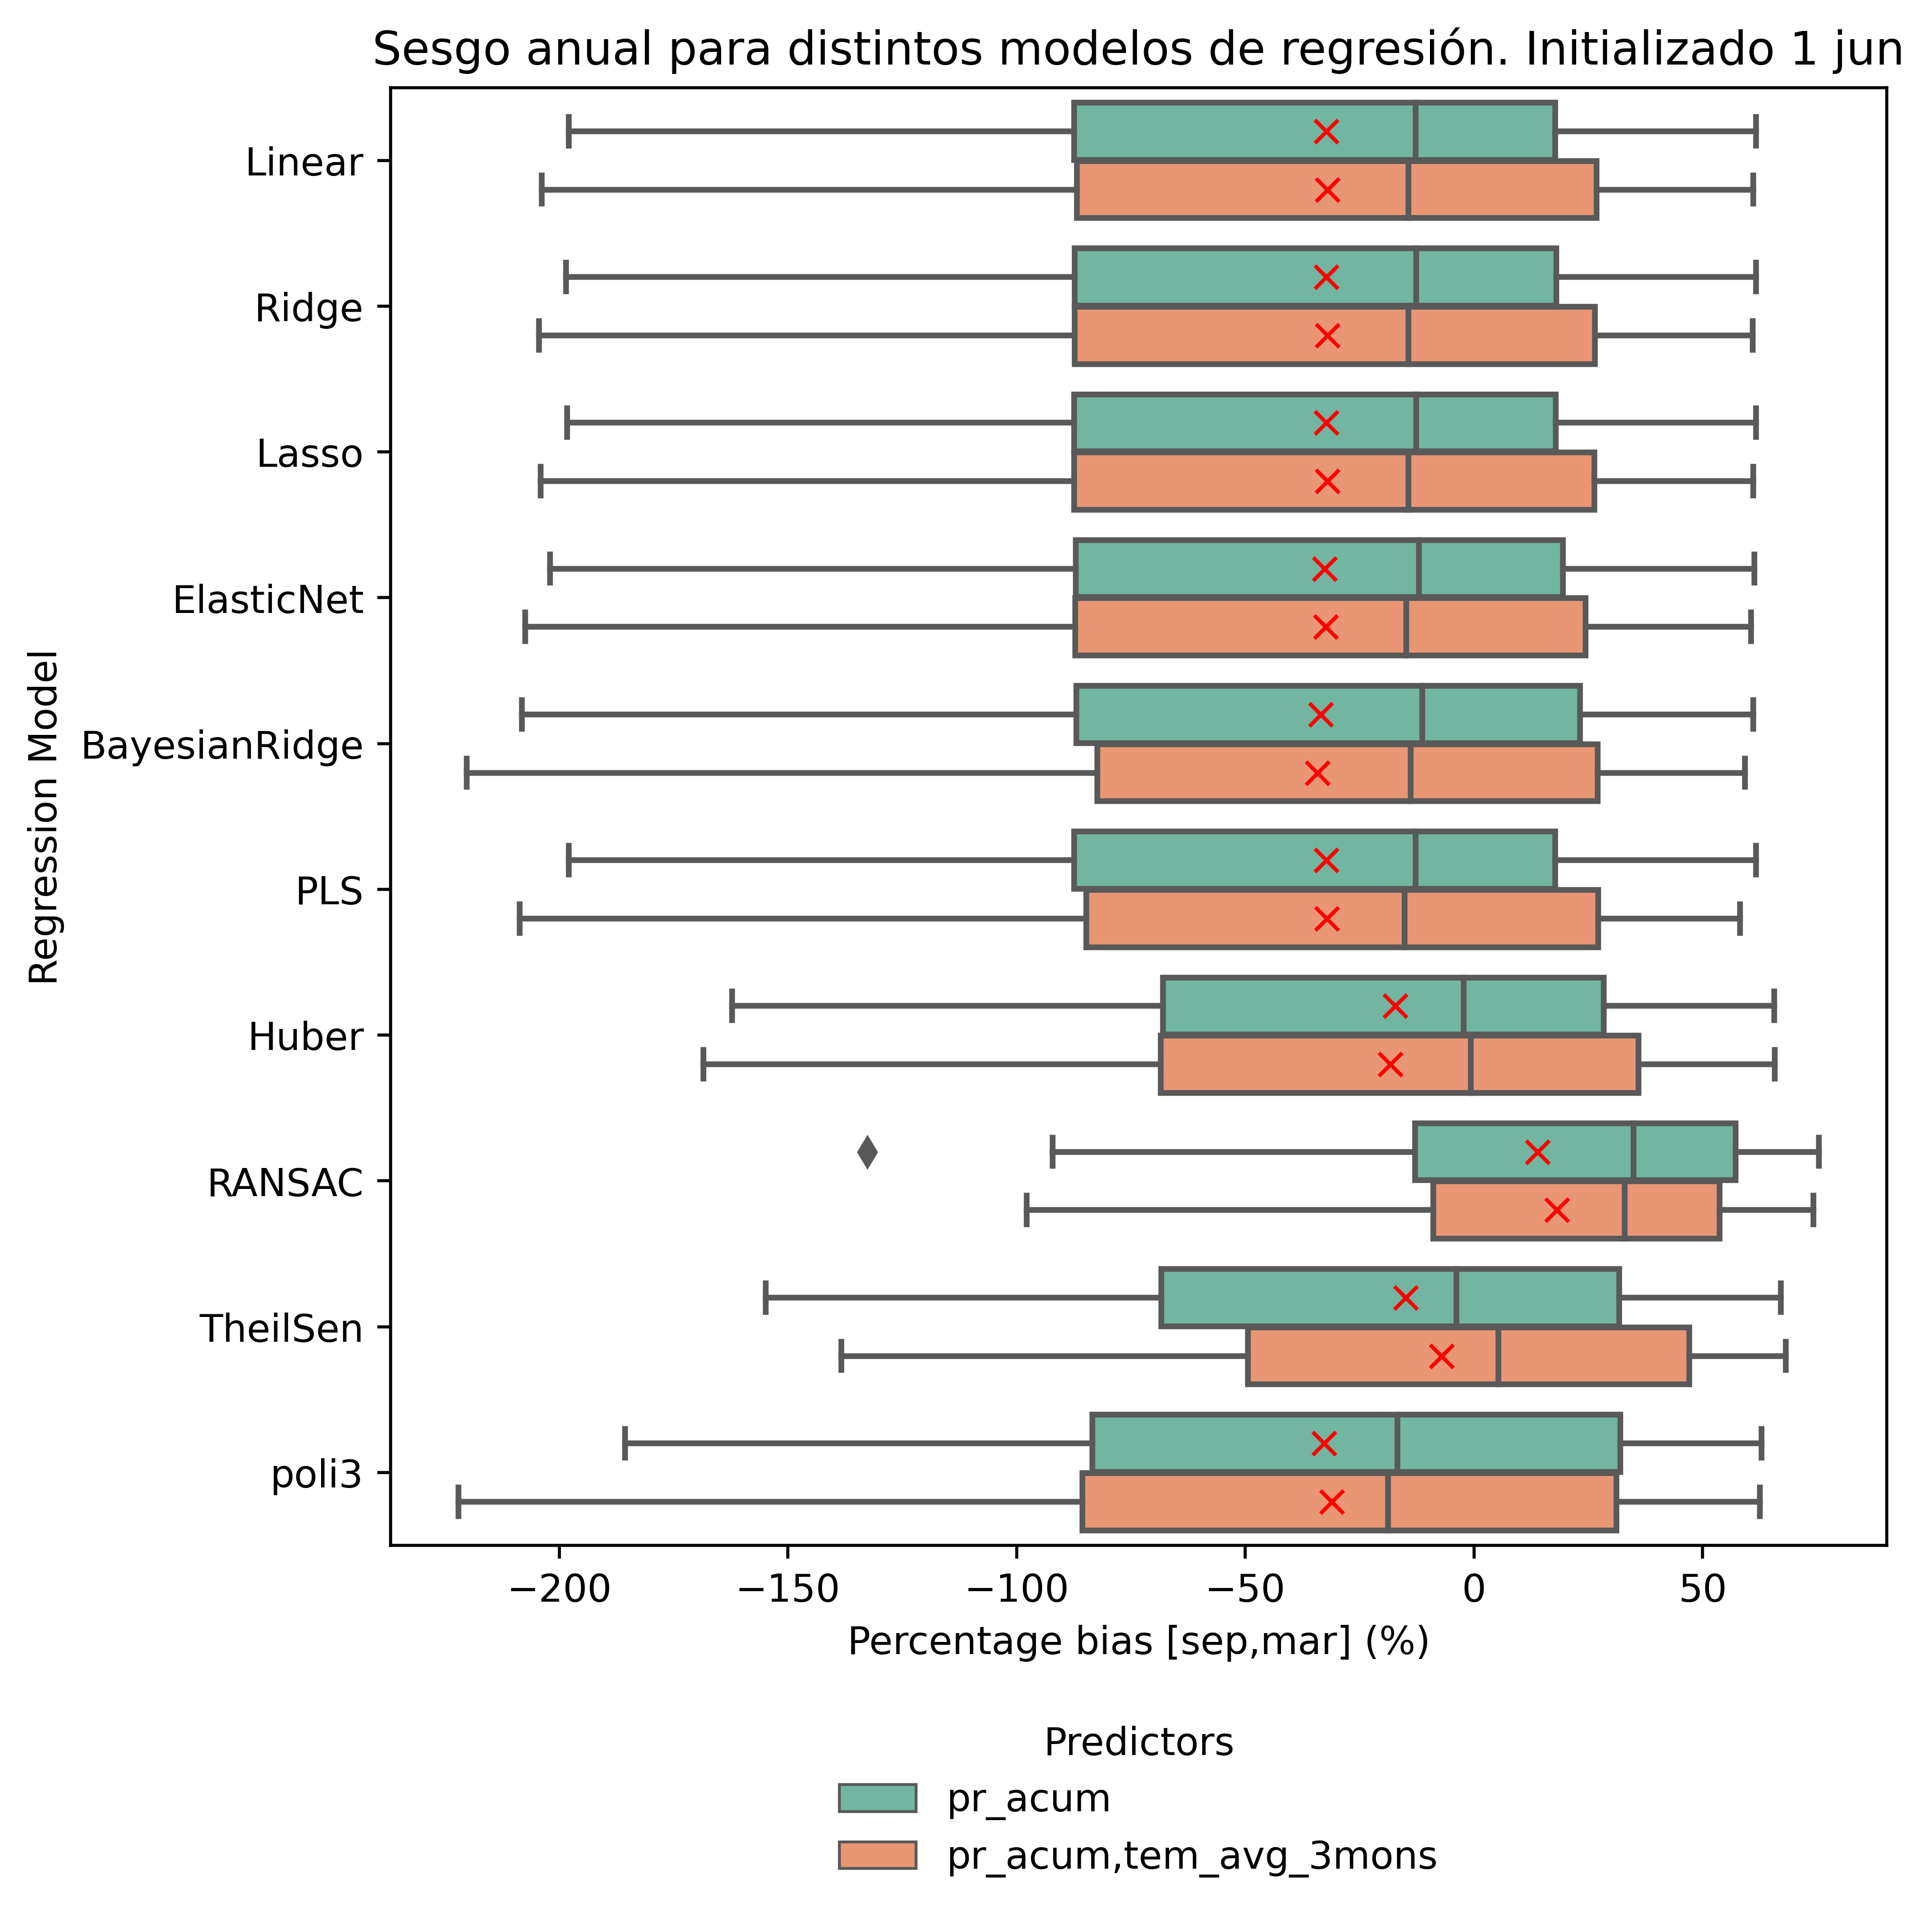 Sesgo anual para distintos modelos de regresión. Initializado 1 jun
Regression Model
Linear
Ridge
Lasso
ElasticNet
BayesianRidge
PLS
Huber
RANSAC
TheilSen
poli3
−200 −150 −100 −50 0 50
Percentage bias [sep,mar] (%)
Predictors
pr_acum
pr_acum,tem_avg_3mons